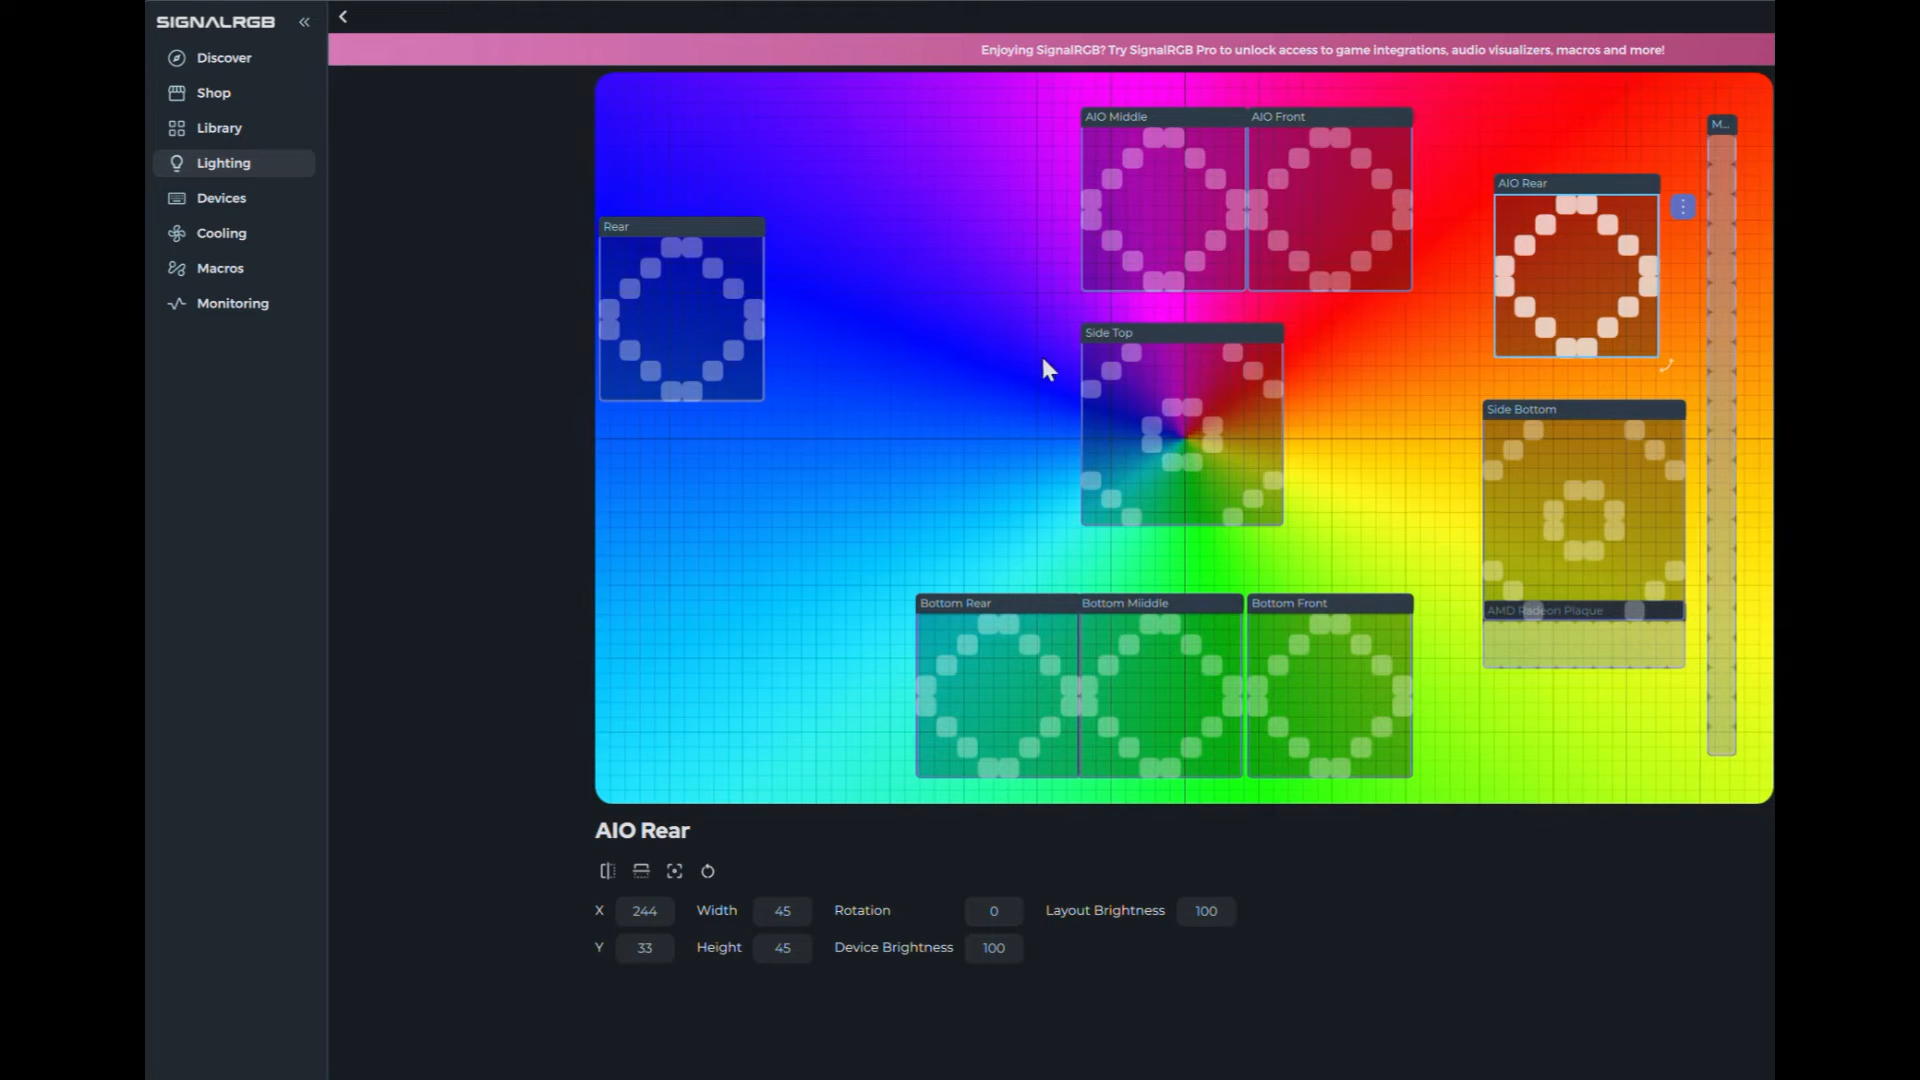 SIGNALRGB
Discover
Shop
Library
Lighting
Devices
Cooling
Macros
Monitoring
Enjoying SignalRGB? Try SignalRGB Pro to unlock access to game integrations, audio visualizers, macros and more!
AIO Middle
AIO Front
M...
AIO Rear
Rear
Side Top
Side Bottom
AMD Radeon Plaque
Bottom Rear
Bottom Miiddle
Bottom Front
AIO Rear
X 244 Width 45 Rotation 0 Layout Brightness 100
Y 33 Height 45 Device Brightness 100